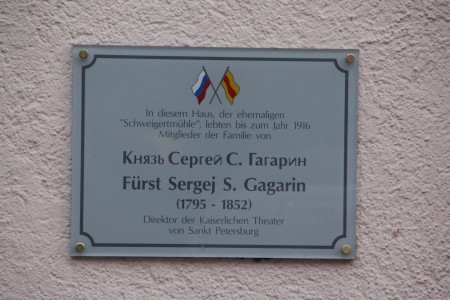 In diesem Haus, der ehemaligen
"Schweigertmühle", lebten bis zum Jahr 1916
Mitglieder der Familie von
Князь Сергей С. Гагарин
Fürst Sergej S. Gagarin
(1795 - 1852)
Direktor der Kaiserlichen Theater
von Sankt Petersburg